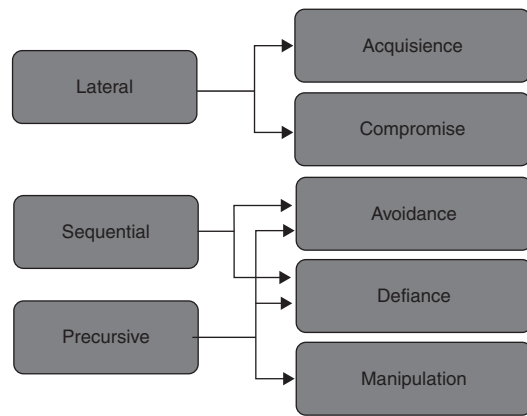 Lateral
Acquisience
Compromise
Sequential
Avoidance
Defiance
Precursive
Manipulation